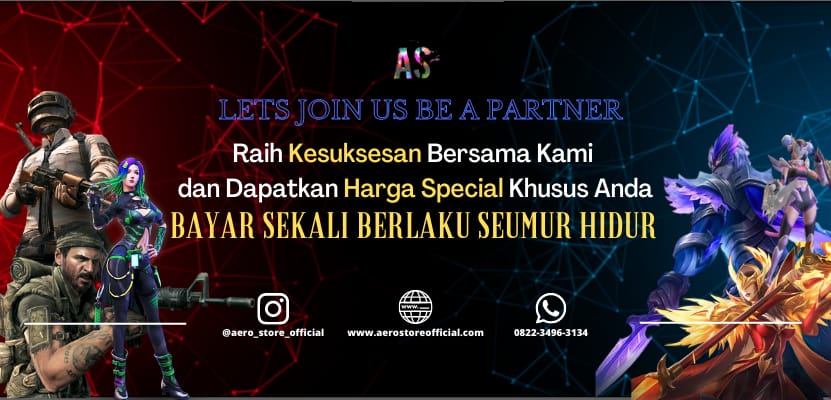 AS
LETS JOIN US BE A PARTNER
Raih Kesuksesan Bersama Kami
dan Dapatkan Harga Special Khusus Anda
BAYAR SEKALI BERLAKU SEUMUR HIDUR
@aero_store_official
www.aerostoreofficial.com
0822-3496-3134